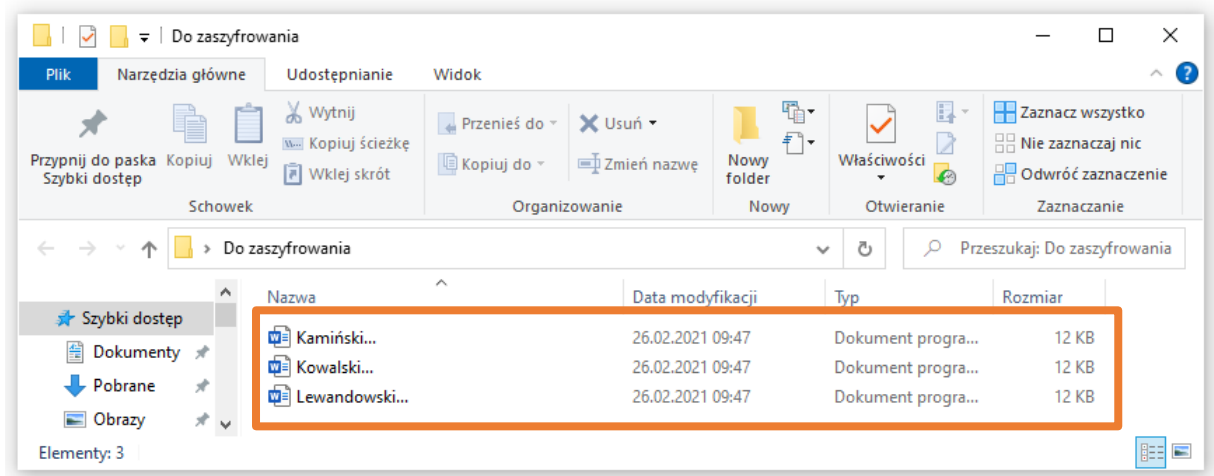 Do zaszyfrowania
Plik Narzędzia główne Udostępnianie Widok
Przypnij do paska Szybki dostęp
Kopiuj
Wklej
Wytnij
Kopiuj ścieżkę
Wklej skrót
Schowek
Przenieś do
Kopiuj do
Usuń
Zmień nazwę
Organizowanie
Nowy folder
Nowy
Właściwości
Otwieranie
Zaznacz wszystko
Nie zaznaczaj nic
Odwróć zaznaczenie
Zaznaczanie
Do zaszyfrowania
Przeszukaj: Do zaszyfrowania
Szybki dostęp
Dokumenty
Pobrane
Obrazy
Nazwa Data modyfikacji Typ Rozmiar
Kamiński... 26.02.2021 09:47 Dokument progra... 12 KB
Kowalski... 26.02.2021 09:47 Dokument progra... 12 KB
Lewandowski... 26.02.2021 09:47 Dokument progra... 12 KB
Elementy: 3